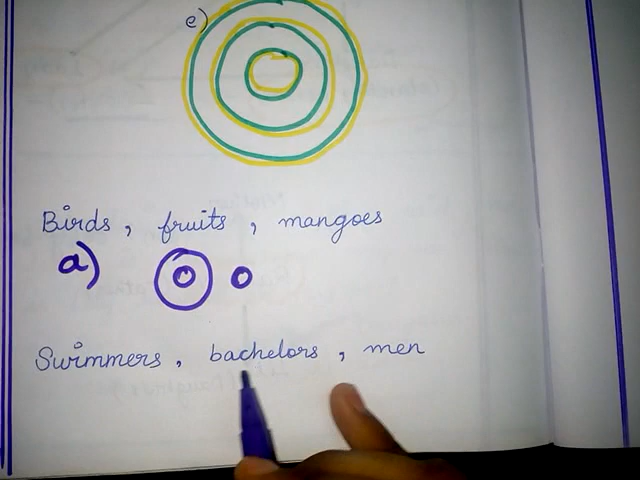 e)
Birds, fruits, mangoes
a)
Swimmers, bachelors, men